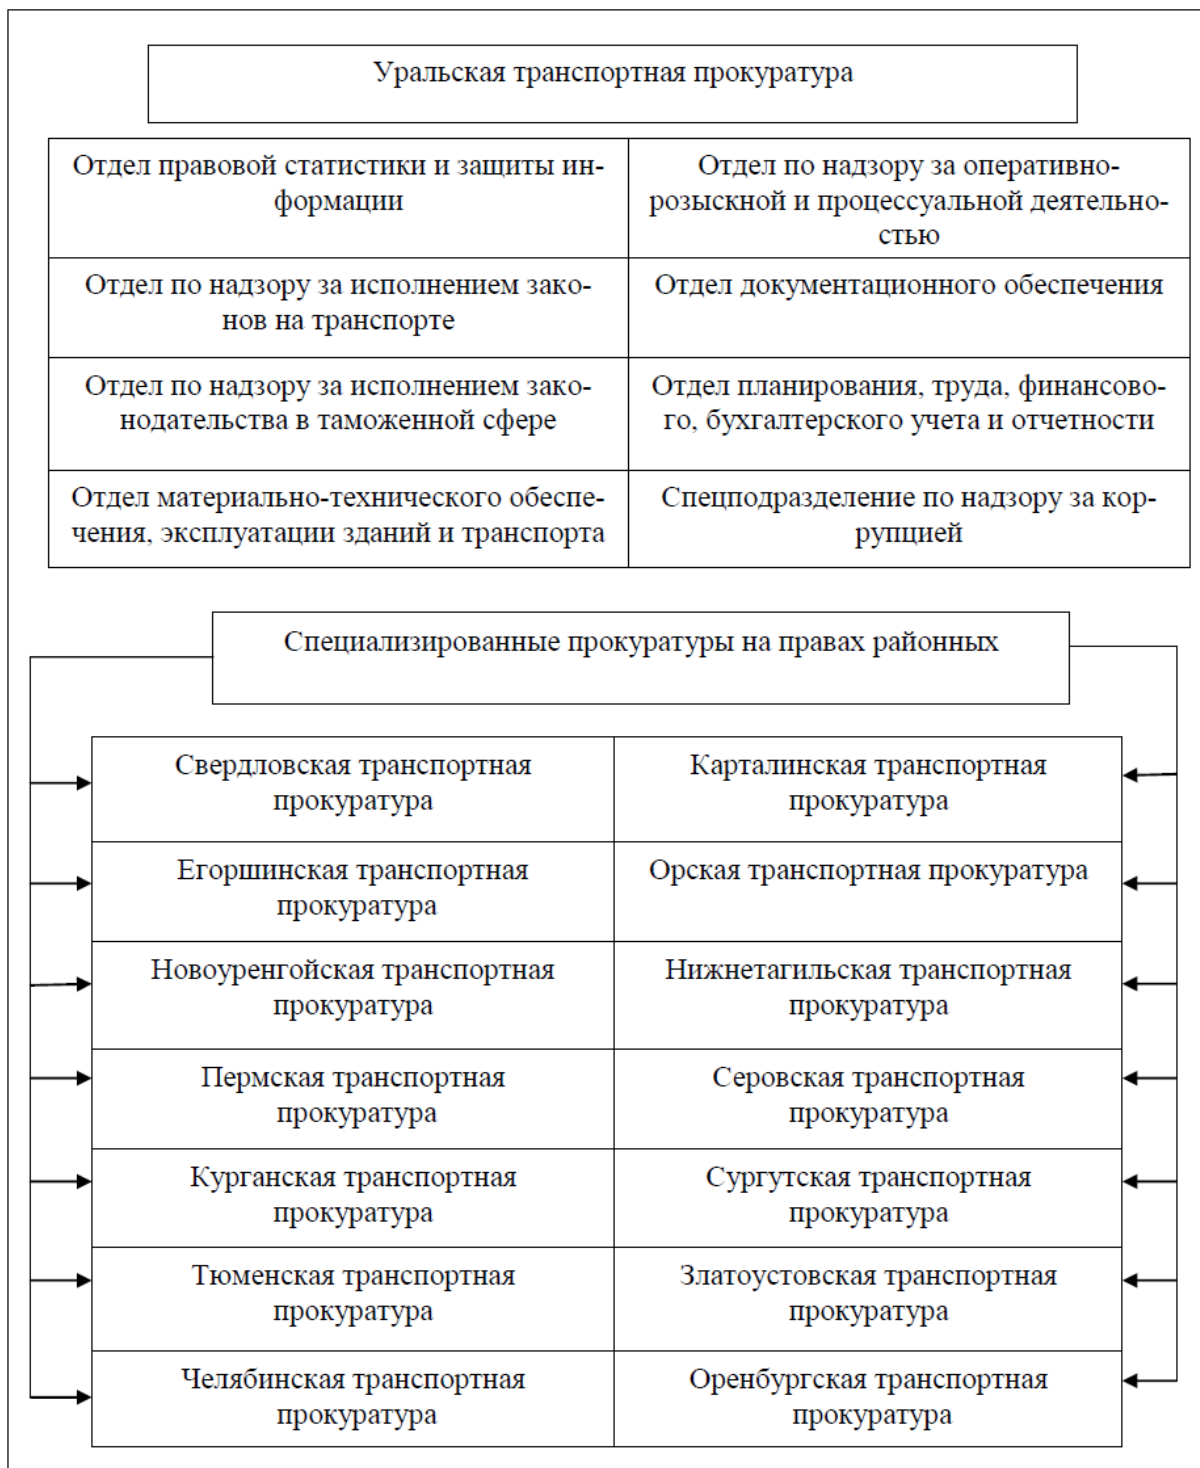 Уральская транспортная прокуратура
Отдел правовой статистики и защиты ин-
формации
Отдел по надзору за оперативно-
розыскной и процессуальной деятельно-
стью
Отдел по надзору за исполнением зако-
нов на транспорте
Отдел документационного обеспечения
Отдел по надзору за исполнением зако-
нодательства в таможенной сфере
Отдел планирования, труда, финансово-
го, бухгалтерского учета и отчетности
Отдел материально-технического обеспе-
чения, эксплуатации зданий и транспорта
Спецподразделение по надзору за кор-
рупцией
Специализированные прокуратуры на правах районных
Свердловская транспортная
прокуратура
Карталинская транспортная
прокуратура
Егоршинская транспортная
прокуратура
Орская транспортная прокуратура
Новоуренгойская транспортная
прокуратура
Нижнетагильская транспортная
прокуратура
Пермская транспортная
прокуратура
Серовская транспортная
прокуратура
Курганская транспортная
прокуратура
Сургутская транспортная
прокуратура
Тюменская транспортная
прокуратура
Златоустовская транспортная
прокуратура
Челябинская транспортная
прокуратура
Оренбургская транспортная
прокуратура